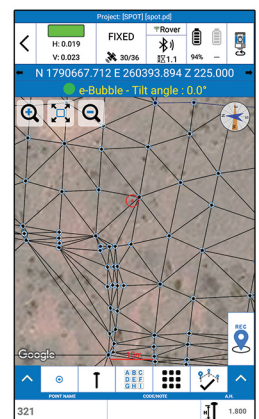 Project: [SPOT] [spot.pd]
H: 0.019
V: 0.023
FIXED
30/36
Rover
1.1
94%
–
N 1790667.712 E 260393.894 Z 225.000
e-Bubble - Tilt angle : 0.0°
REC
Google
A B C
D E F
G H I
POINT NAME
CODE/NOTE
A.H.
321
1.800